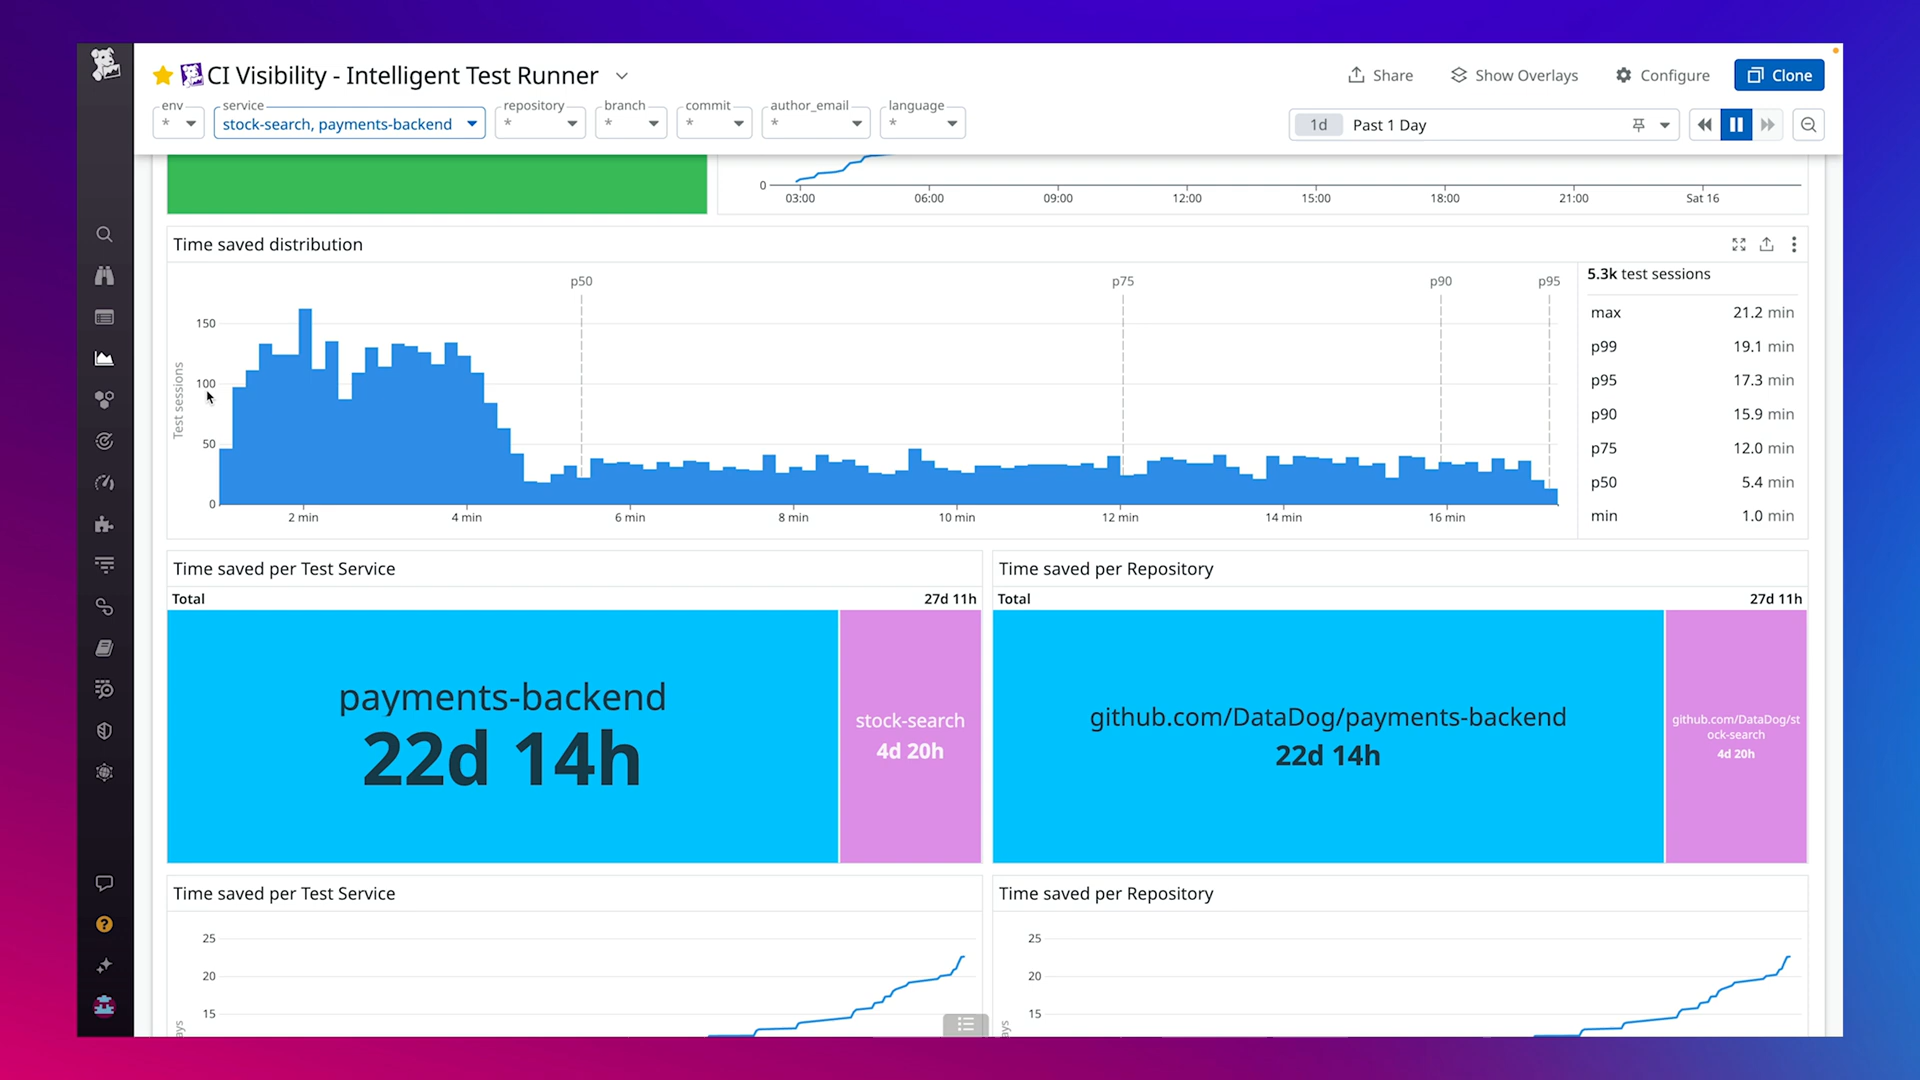 CI Visibility - Intelligent Test Runner
Share
Show Overlays
Configure
Clone
env
*
service
stock-search, payments-backend
repository
*
branch
*
commit
*
author_email
*
language
*
1d
Past 1 Day
0
03:00 06:00 09:00 12:00 15:00 18:00 21:00 Sat 16
Time saved distribution
p50 p75 p90 p95
Test sessions
150
100
50
0
2 min 4 min 6 min 8 min 10 min 12 min 14 min 16 min
5.3k test sessions
max 21.2 min
p99 19.1 min
p95 17.3 min
p90 15.9 min
p75 12.0 min
p50 5.4 min
min 1.0 min
Time saved per Test Service
Total 27d 11h
payments-backend
22d 14h
stock-search
4d 20h
Time saved per Repository
Total 27d 11h
github.com/DataDog/payments-backend
22d 14h
github.com/DataDog/st
ock-search
4d 20h
Time saved per Test Service
25
20
15
Time saved per Repository
25
20
15
?